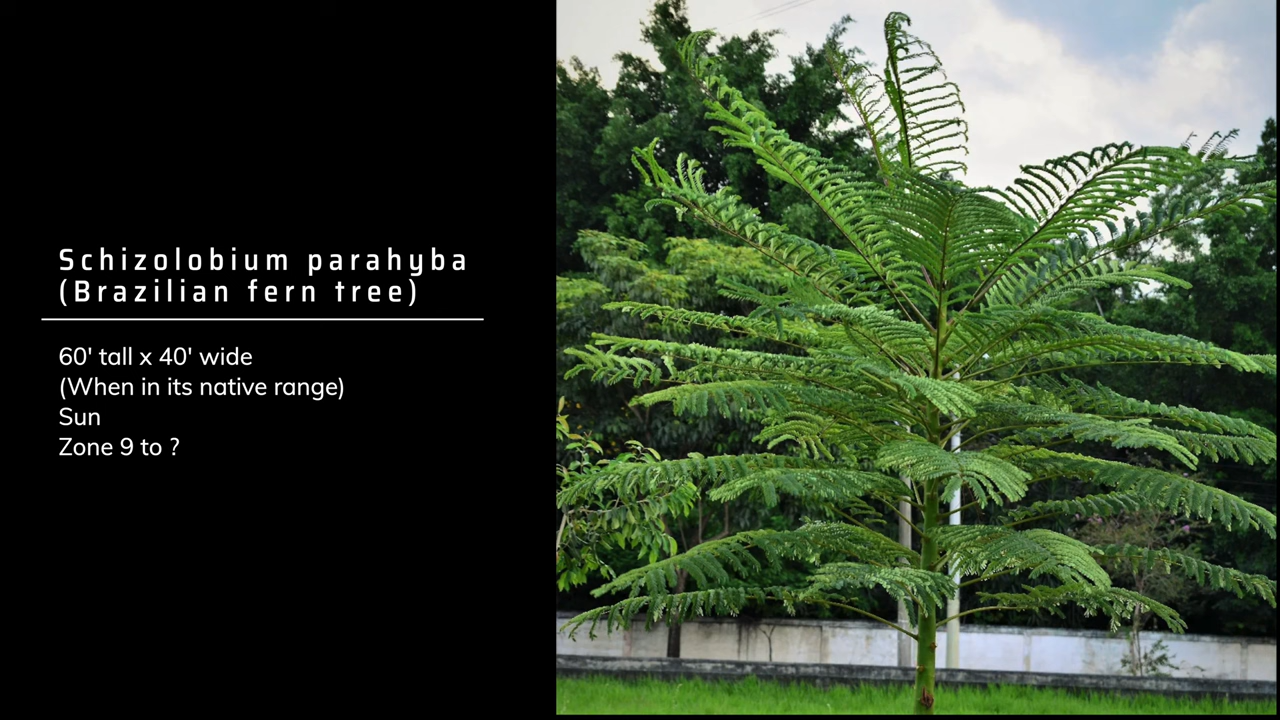 Schizolobium parahyba
(Brazilian fern tree)
60' tall x 40' wide
(When in its native range)
Sun
Zone 9 to ?